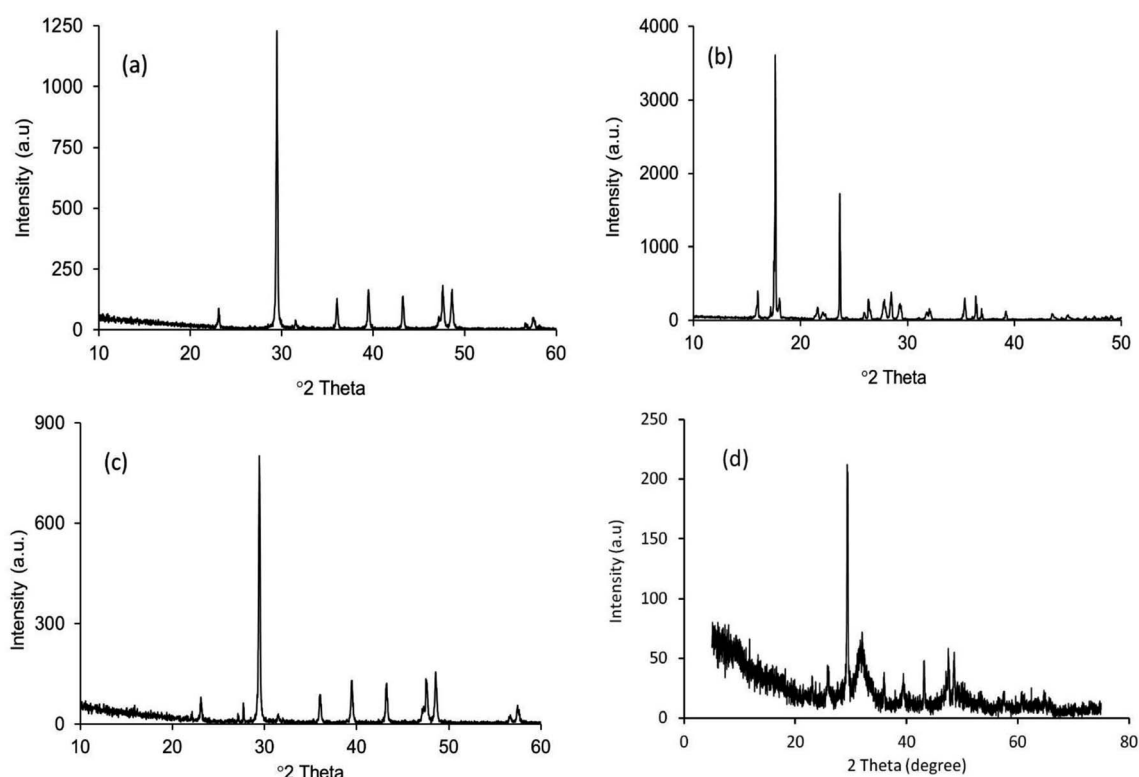 1250
1000
750
500
250
0
Intensity (a.u)
(a)
10 20 30 40 50 60
°2 Theta
4000
3000
2000
1000
0
Intensity (a.u.)
(b)
10 20 30 40 50
°2 Theta
900
600
300
0
Intensity (a.u.)
(c)
10 20 30 40 50 60
°2 Theta
250
200
150
100
50
0
Intensity (a.u)
(d)
0 20 40 60 80
2 Theta (degree)